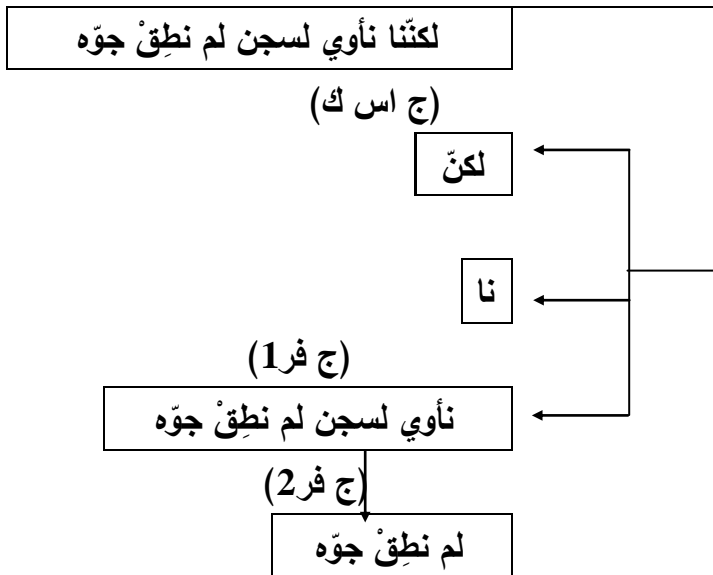 لكنّنا نأوي لسجن لم نطِقْ جوّه
(ج اس ك)
لكنّ
نا
(ج فر1)
نأوي لسجن لم نطِقْ جوّه
(ج فر2)
لم نطِقْ جوّه